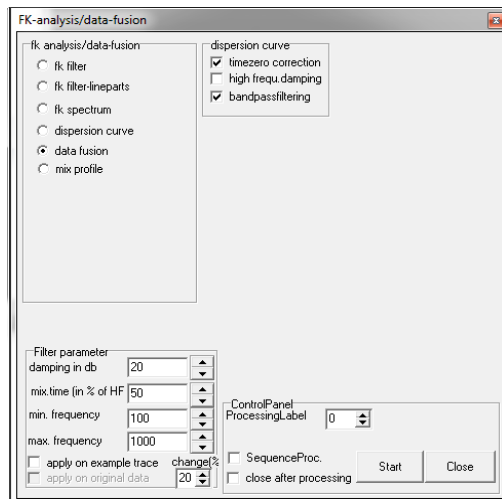 FK-analysis/data-fusion
fk analysis/data-fusion
fk filter
fk filter-lineparts
fk spectrum
dispersion curve
data fusion
mix profile
dispersion curve
timezero correction
high frequ.damping
bandpassfiltering
Filter parameter
damping in db 20
mix.time (in % of HF 50
min. frequency 100
max. frequency 1000
apply on example trace change(%
apply on original data 20
ControlPanel
ProcessingLabel 0
SequenceProc.
close after processing
Start Close